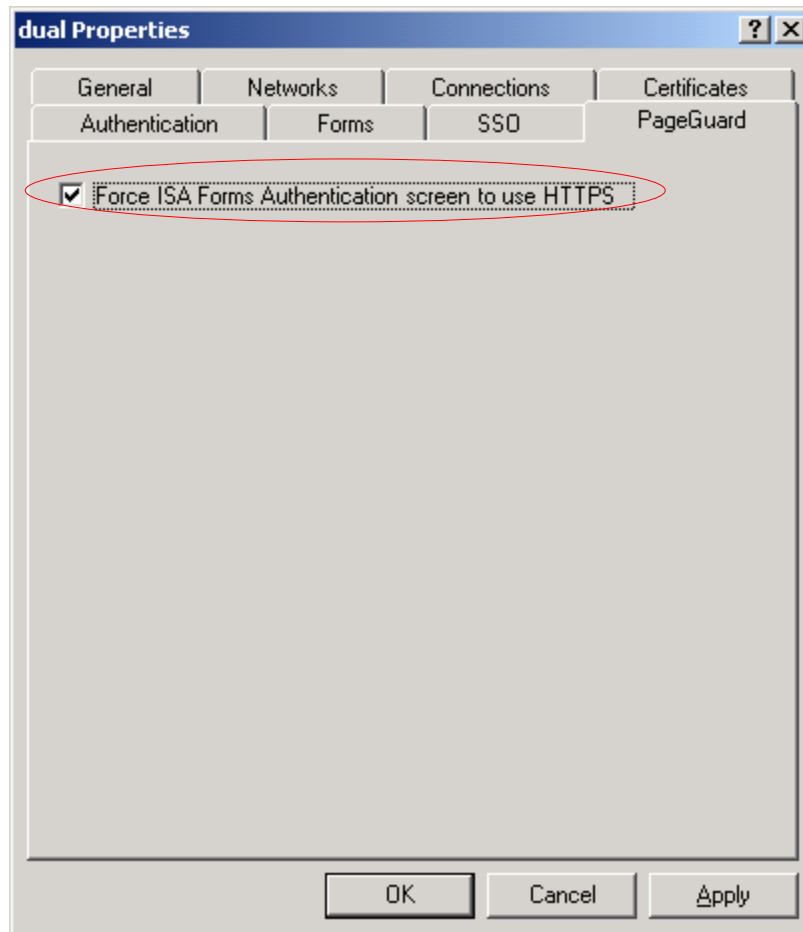 dual Properties
?
General Networks Connections Certificates
Authentication Forms SSO PageGuard
Force ISA Forms Authentication screen to use HTTPS
OK Cancel Apply